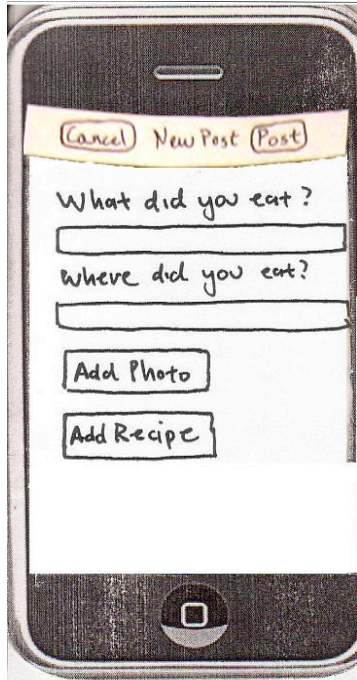 Cancel New Post Post
What did you eat?
where did you eat?
Add Photo
Add Recipe